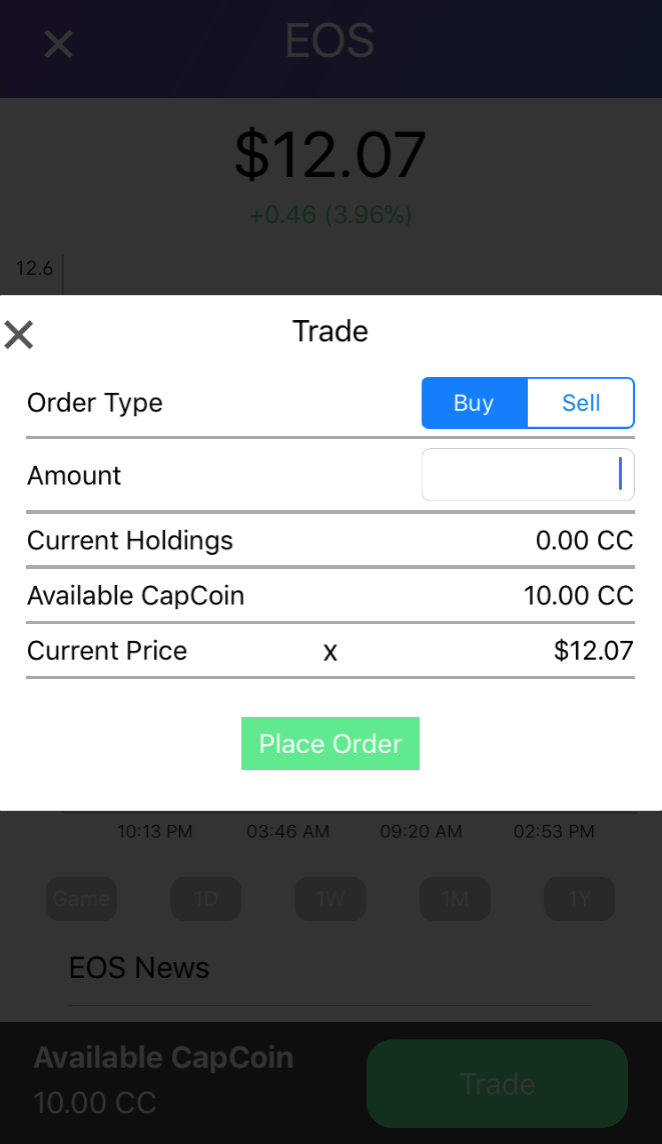 EOS
$12.07
+0.46 (3.96%)
12.6
Trade
Order Type Buy Sell
Amount
Current Holdings 0.00 CC
Available CapCoin 10.00 CC
Current Price x $12.07
Place Order
10:13 PM 03:46 AM 09:20 AM 02:53 PM
Game 1D 1W 1M 1Y
EOS News
Available CapCoin
10.00 CC
Trade